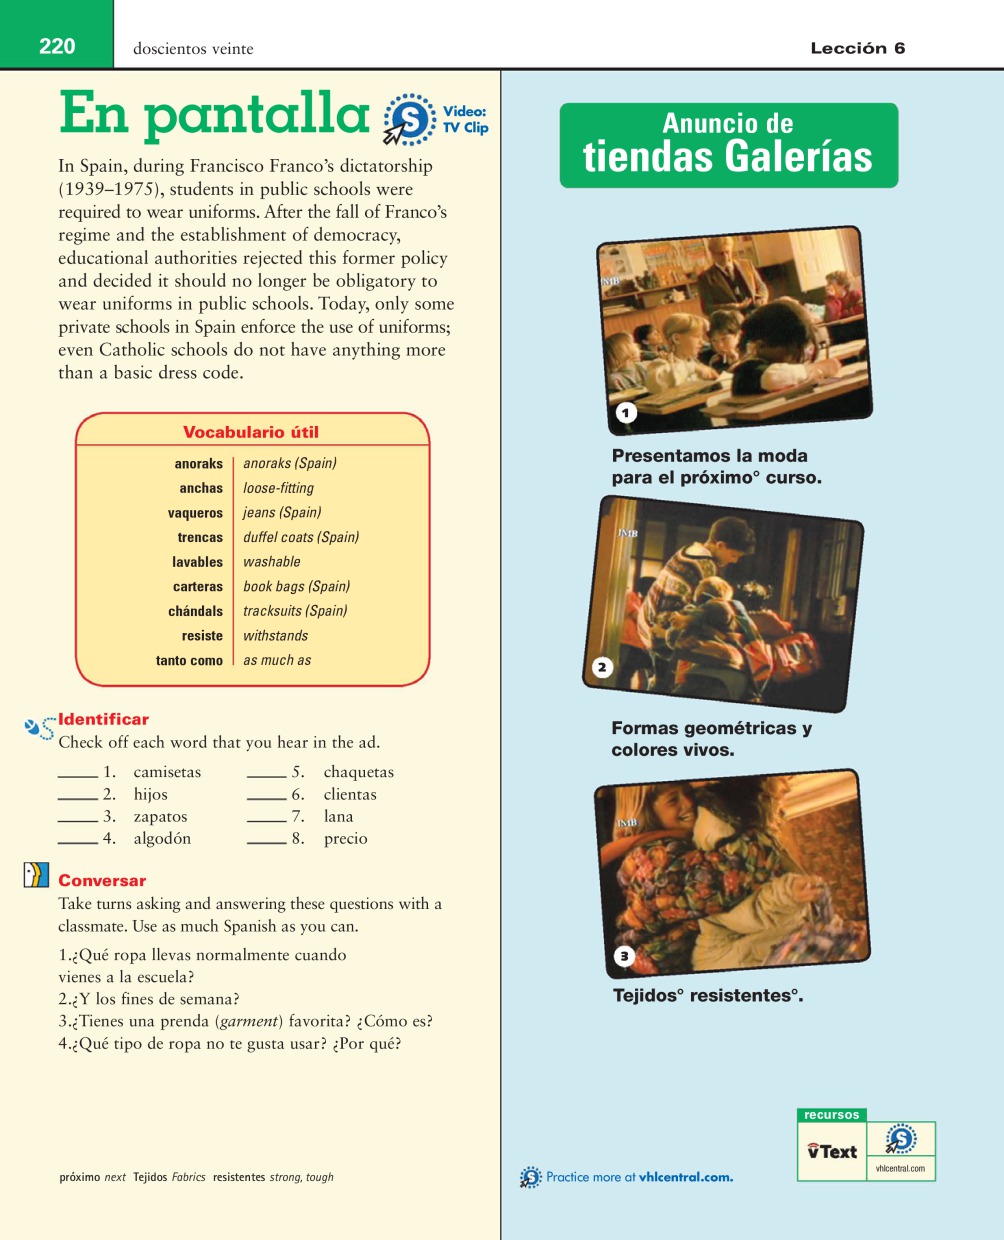 220
doscientos veinte
Lección 6
En pantalla
S
Video:
TV Clip
In Spain, during Francisco Franco's dictatorship
(1939–1975), students in public schools were
required to wear uniforms. After the fall of Franco's
regime and the establishment of democracy,
educational authorities rejected this former policy
and decided it should no longer be obligatory to
wear uniforms in public schools. Today, only some
private schools in Spain enforce the use of uniforms;
even Catholic schools do not have anything more
than a basic dress code.
Vocabulario útil
anoraks anoraks (Spain)
anchas loose-fitting
vaqueros jeans (Spain)
trencas duffel coats (Spain)
lavables washable
carteras book bags (Spain)
chándals tracksuits (Spain)
resiste withstands
tanto como as much as
Identificar
Check off each word that you hear in the ad.
_____ 1. camisetas
_____ 2. hijos
_____ 3. zapatos
_____ 4. algodón
_____ 5. chaquetas
_____ 6. clientas
_____ 7. lana
_____ 8. precio
Conversar
Take turns asking and answering these questions with a
classmate. Use as much Spanish as you can.
1.¿Qué ropa llevas normalmente cuando
vienes a la escuela?
2.¿Y los fines de semana?
3.¿Tienes una prenda (garment) favorita? ¿Cómo es?
4.¿Qué tipo de ropa no te gusta usar? ¿Por qué?
próximo next Tejidos Fabrics resistentes strong, tough
Anuncio de
tiendas Galerías
JMB
1
Presentamos la moda
para el próximo° curso.
JMB
2
Formas geométricas y
colores vivos.
JMB
3
Tejidos° resistentes°.
recursos
vText
S
vhlcentral.com
S
Practice more at vhlcentral.com.